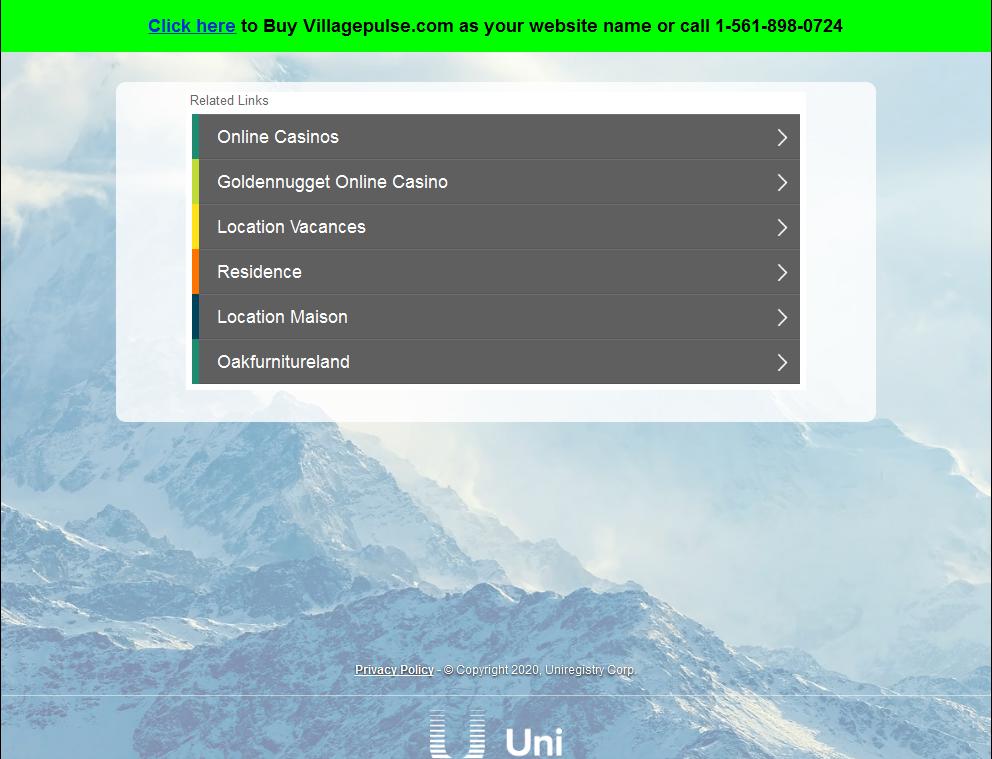 Click here to Buy Villagepulse.com as your website name or call 1-561-898-0724
Related Links
Online Casinos
Goldennugget Online Casino
Location Vacances
Residence
Location Maison
Oakfurnitureland
Privacy Policy - © Copyright 2020, Uniregistry Corp.
Uni